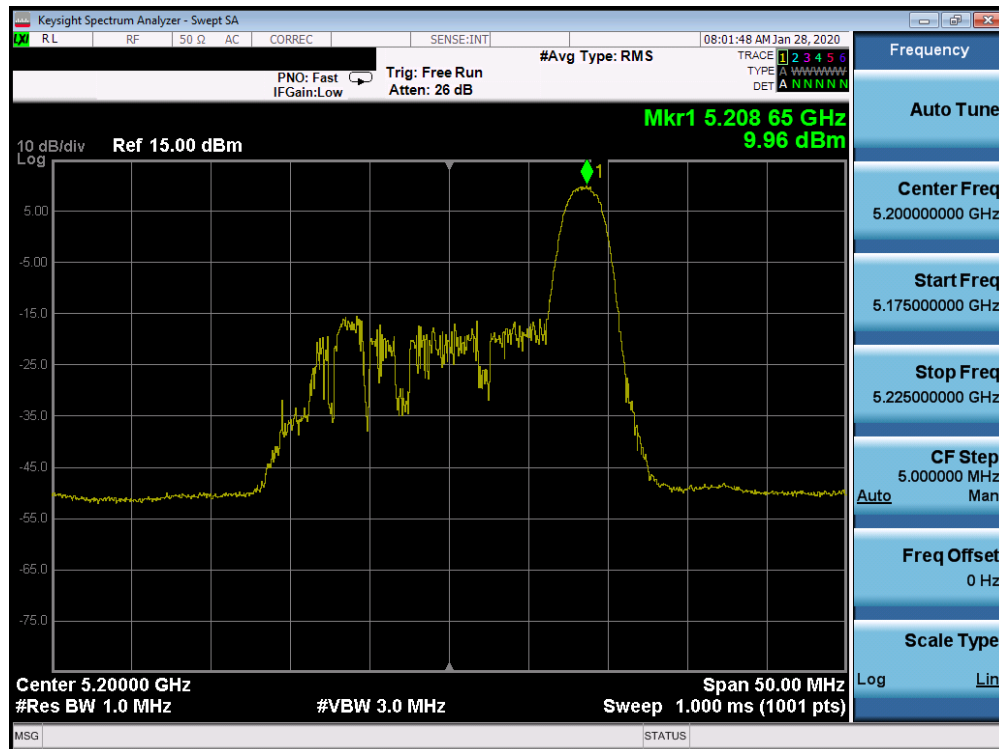 Keysight Spectrum Analyzer - Swept SA
LXI RL RF 50 Ω AC CORREC SENSE:INT 08:01:48 AM Jan 28, 2020
PNO: Fast Trig: Free Run #Avg Type: RMS TRACE 1 2 3 4 5 6
IFGain:Low Atten: 26 dB TYPE A WWWWW
DET A N N N N N
Mkr1 5.208 65 GHz
9.96 dBm
10 dB/div Ref 15.00 dBm
Log
1
5.00
-5.00
-15.0
-25.0
-35.0
-45.0
-55.0
-65.0
-75.0
Center 5.20000 GHz Span 50.00 MHz
#Res BW 1.0 MHz #VBW 3.0 MHz Sweep 1.000 ms (1001 pts)
MSG STATUS
Frequency
Auto Tune
Center Freq
5.200000000 GHz
Start Freq
5.175000000 GHz
Stop Freq
5.225000000 GHz
CF Step
5.000000 MHz
Auto Man
Freq Offset
0 Hz
Scale Type
Log Lin